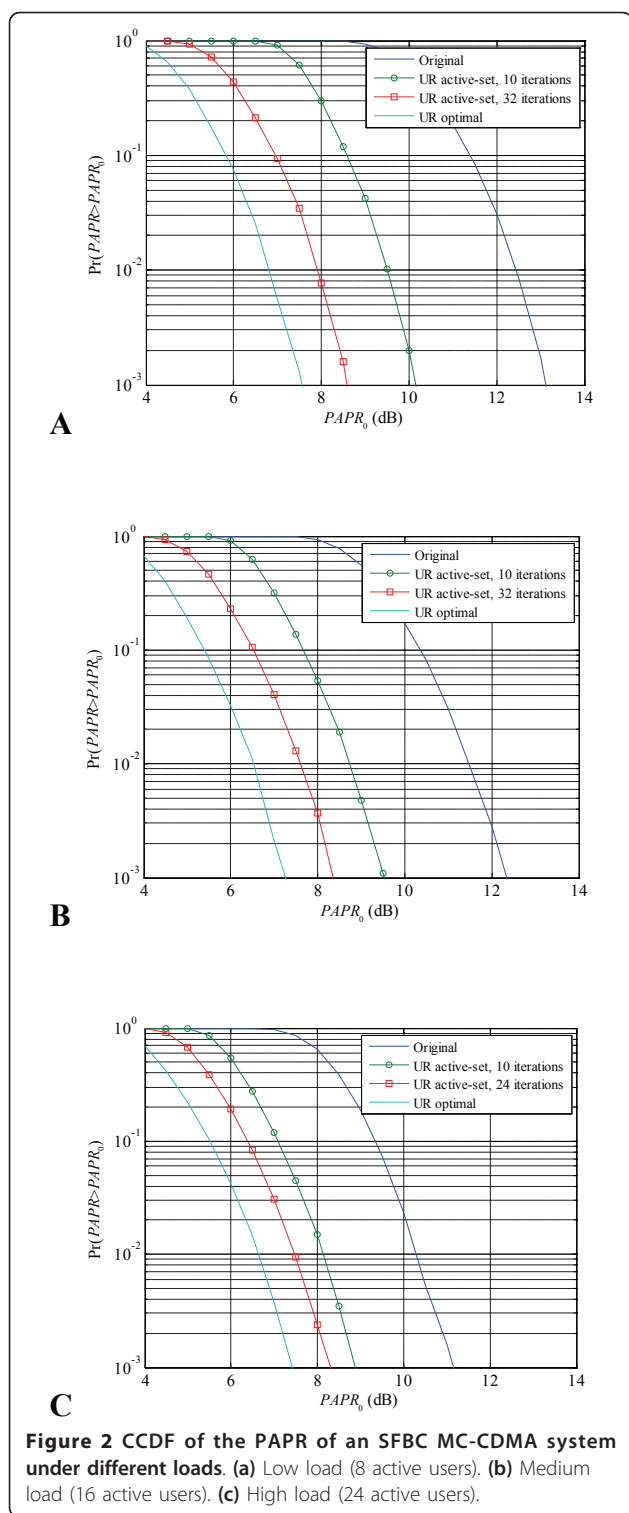 10⁰
10⁻¹
10⁻²
10⁻³
Pr(PAPR>PAPR₀)
Original
UR active-set, 10 iterations
UR active-set, 32 iterations
UR optimal
4 6 8 10 12 14
PAPR₀ (dB)
A
10⁰
10⁻¹
10⁻²
10⁻³
Pr(PAPR>PAPR₀)
Original
UR active-set, 10 iterations
UR active-set, 32 iterations
UR optimal
4 6 8 10 12 14
PAPR₀ (dB)
B
10⁰
10⁻¹
10⁻²
10⁻³
Pr(PAPR>PAPR₀)
Original
UR active-set, 10 iterations
UR active-set, 24 iterations
UR optimal
4 6 8 10 12 14
PAPR₀ (dB)
C
Figure 2 CCDF of the PAPR of an SFBC MC-CDMA system
under different loads. (a) Low load (8 active users). (b) Medium
load (16 active users). (c) High load (24 active users).